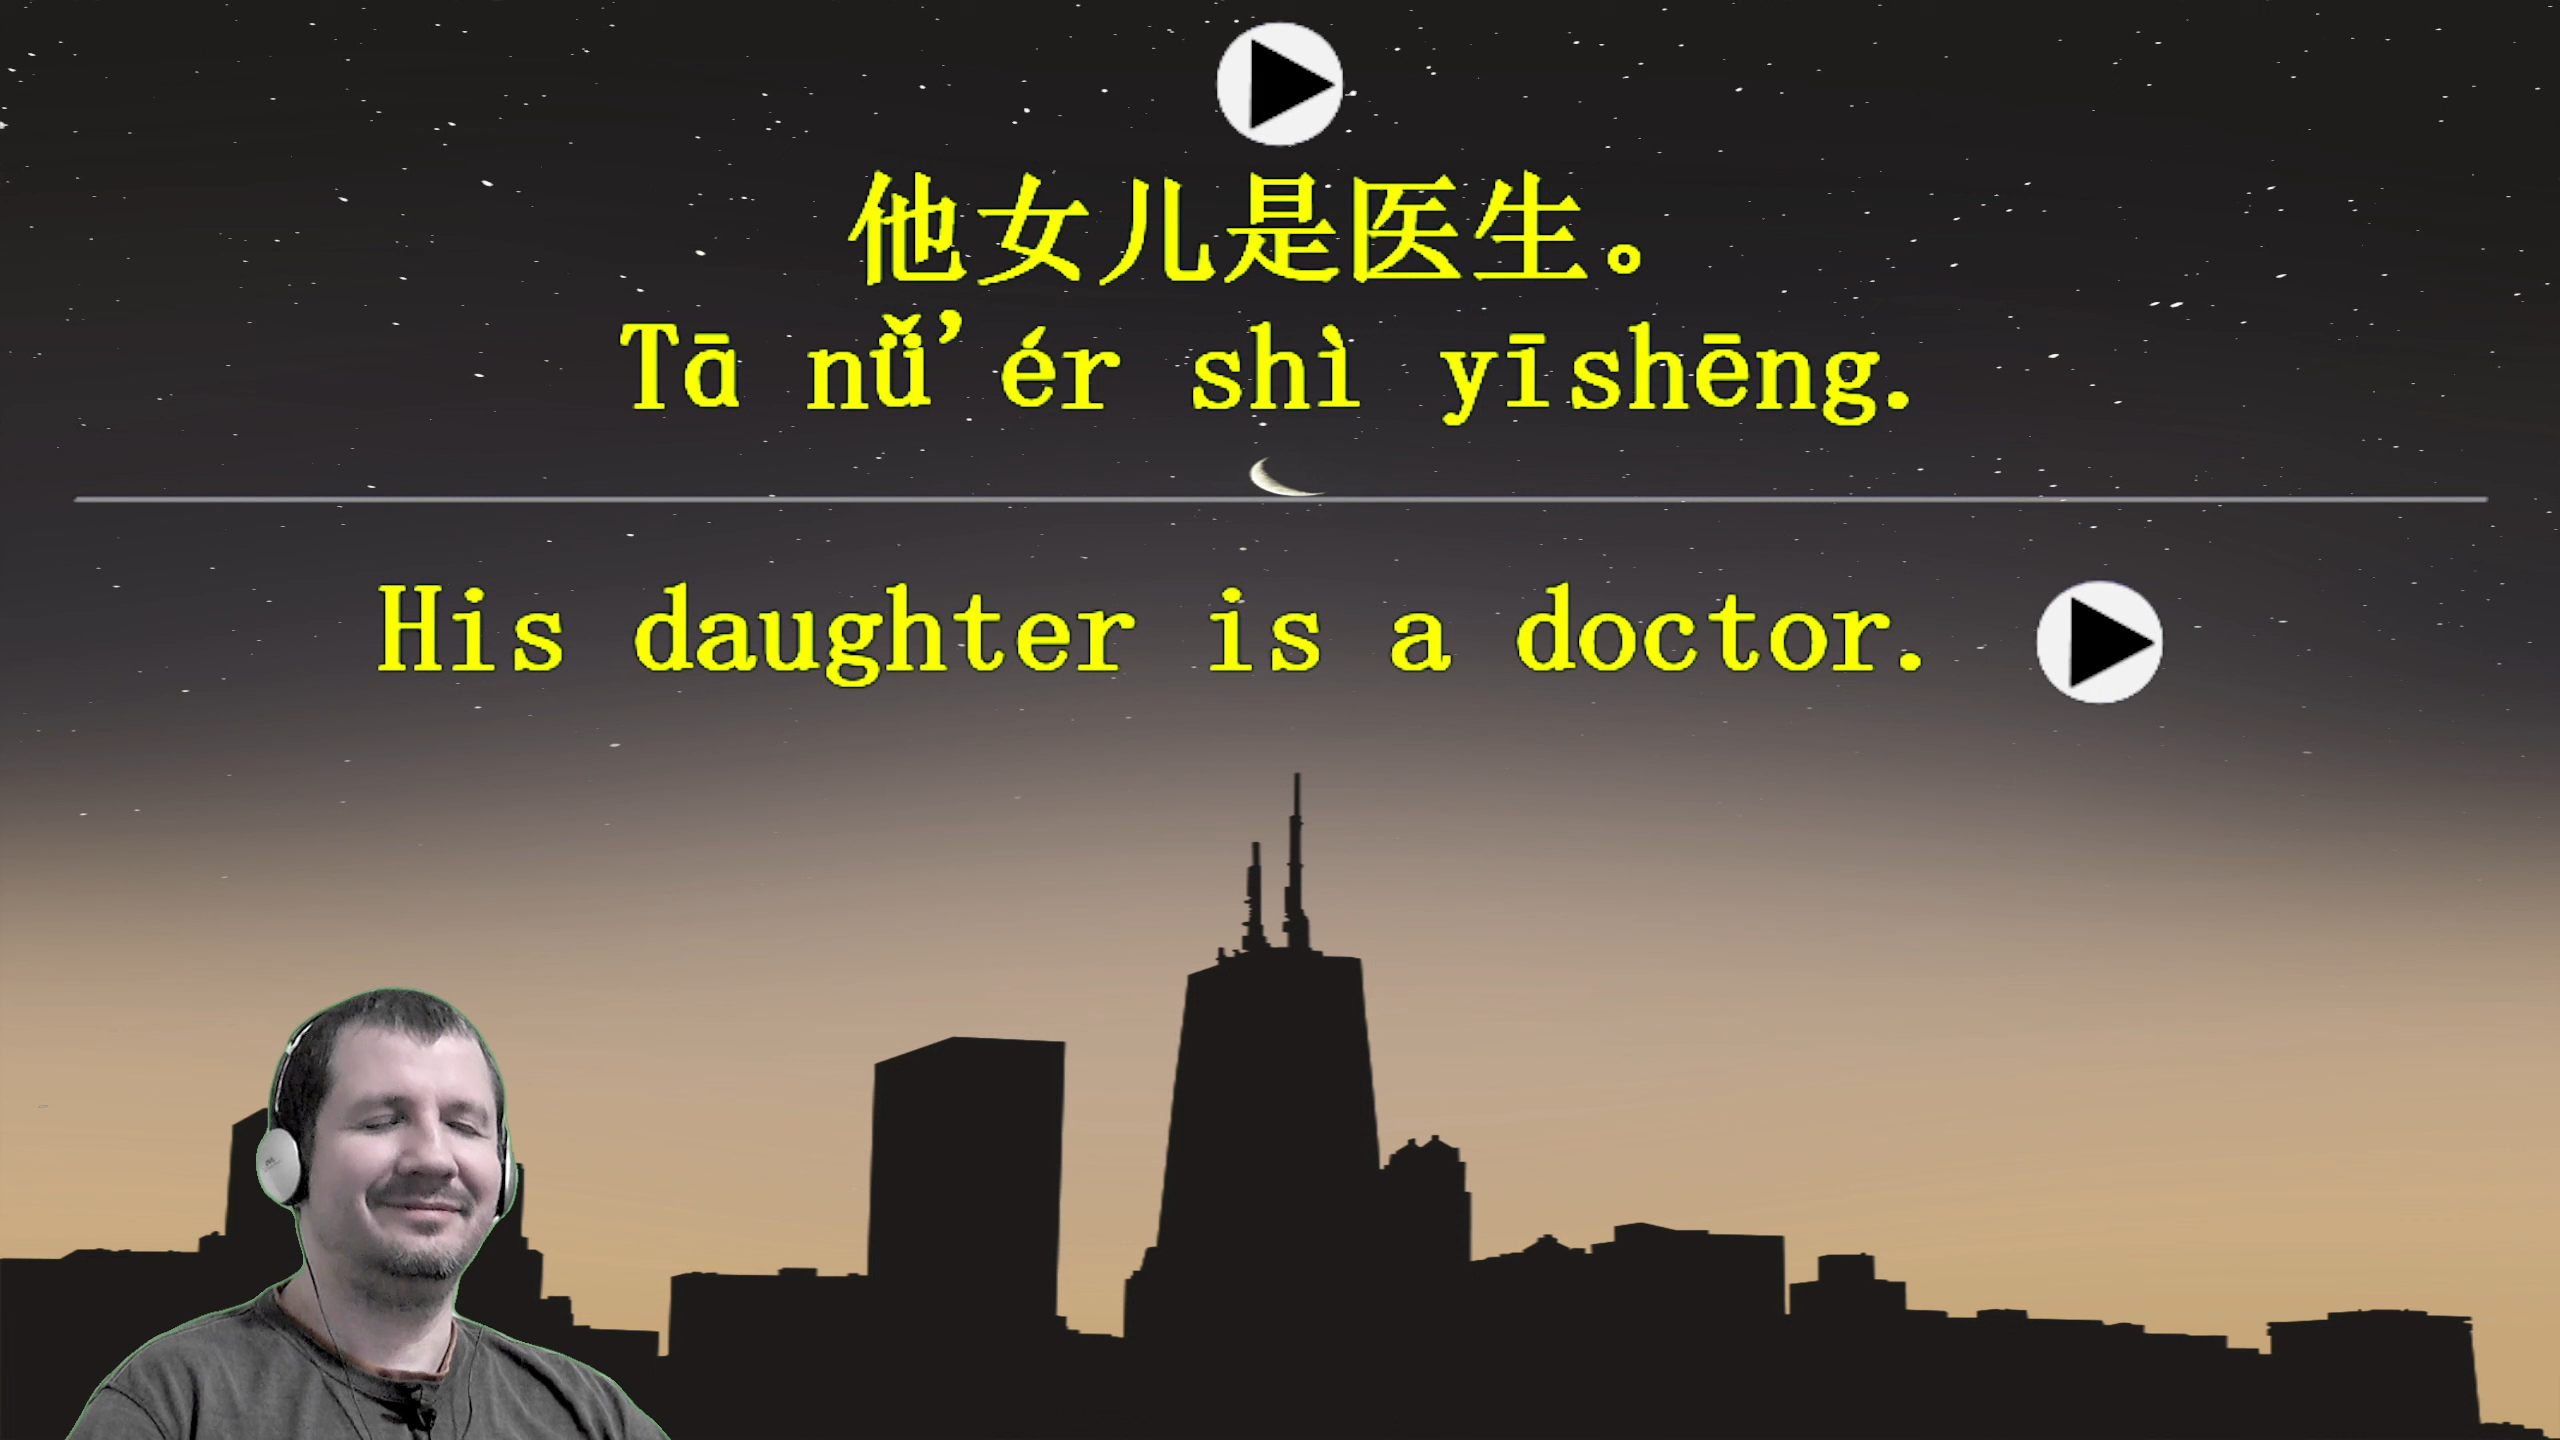 他女儿是医生。
Tā nǚ'ér shì yīshēng.
His daughter is a doctor.